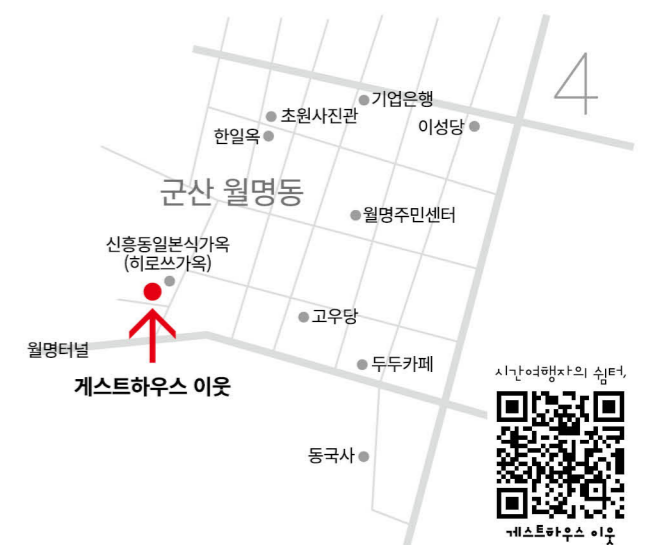 4
기업은행
초원사진관
이성당
한일옥
군산 월명동
월명주민센터
신흥동일본식가옥
(히로쓰가옥)
고우당
월명터널
두두카페
게스트하우스 이웃
시간여행자의 쉼터,
동국사
게스트하우스 이웃